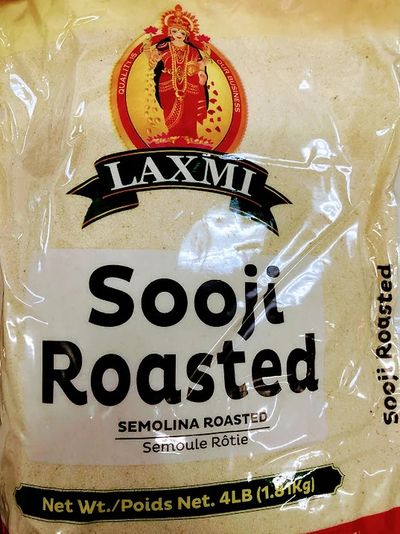 QUALITY IS
OUR BUSINESS
LAXMI
Sooji
Roasted
SEMOLINA ROASTED
Semoule Rôtie
Net Wt./Poids Net. 4LB (1.81Kg)
Sooji Roasted